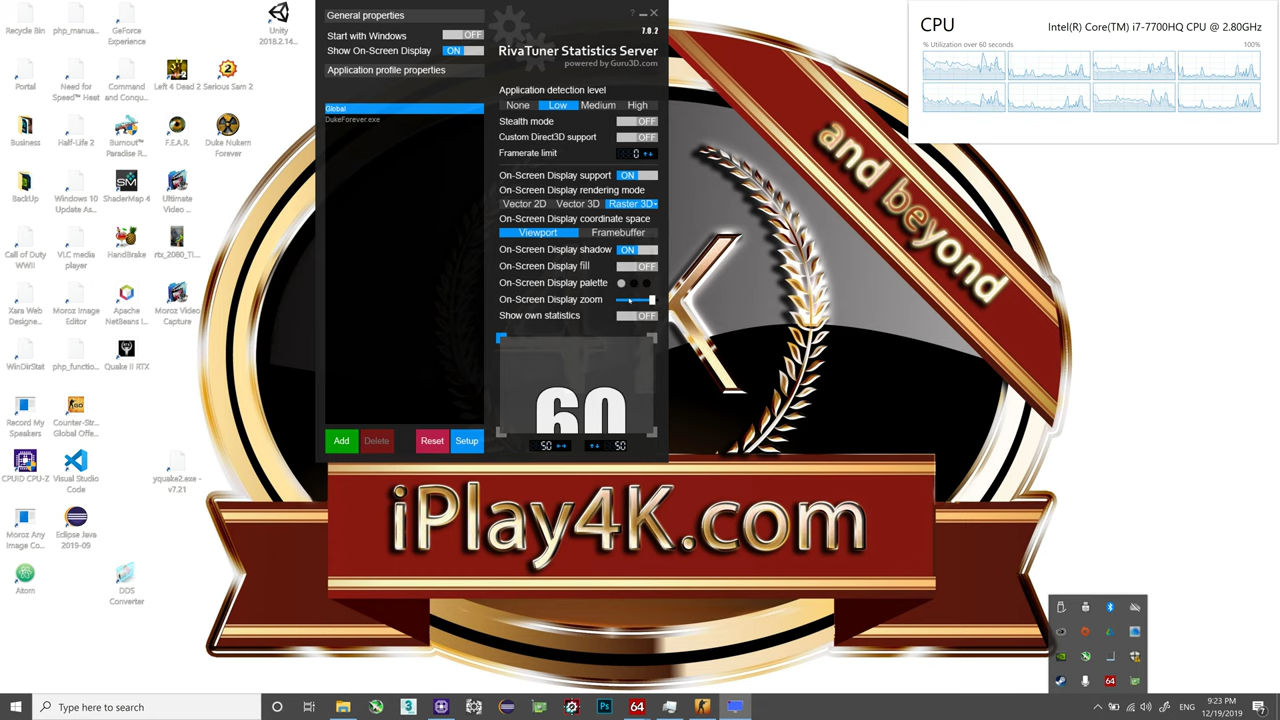 Recycle Bin
php_manua...
GeForce
Experience
Unity
2018.2.14...
Portal
Need for
Speed™ Heat
Command
and Conqu...
Left 4 Dead 2
Serious Sam 2
Business
Half-Life 2
Burnout™
Paradise R...
F.E.A.R.
Duke Nukem
Forever
BackUp
Windows 10
Update As...
ShaderMap 4
Ultimate
Video ...
Call of Duty
WWII
VLC media
player
HandBrake
rtx_2080_TI...
Xara Web
Designe...
Moroz Image
Editor
Apache
NetBeans I...
Moroz Video
Capture
WinDirStat
php_functio...
Quake II RTX
Record My
Speakers
Counter-Str...
Global Offe...
CPUID CPU-Z
Visual Studio
Code
yquake2.exe -
v7.21
Moroz Any
Image Co...
Eclipse Java
2019-09
Atom
DDS
Converter
General properties
Start with Windows OFF
Show On-Screen Display ON
Application profile properties
Global
DukeForever.exe
Add Delete Reset Setup
7.0.2
RivaTuner Statistics Server
powered by Guru3D.com
Application detection level
None Low Medium High
Stealth mode OFF
Custom Direct3D support OFF
Framerate limit 0
On-Screen Display support ON
On-Screen Display rendering mode
Vector 2D Vector 3D Raster 3D
On-Screen Display coordinate space
Viewport Framebuffer
On-Screen Display shadow ON
On-Screen Display fill OFF
On-Screen Display palette
On-Screen Display zoom
Show own statistics OFF
60
50 50
CPU Intel(R) Core(TM) i7-7700HQ CPU @ 2.80GHz
% Utilization over 60 seconds 100%
and beyond
K
iPlay4K.com
Type here to search
ENG
9:23 PM
12/19/2019